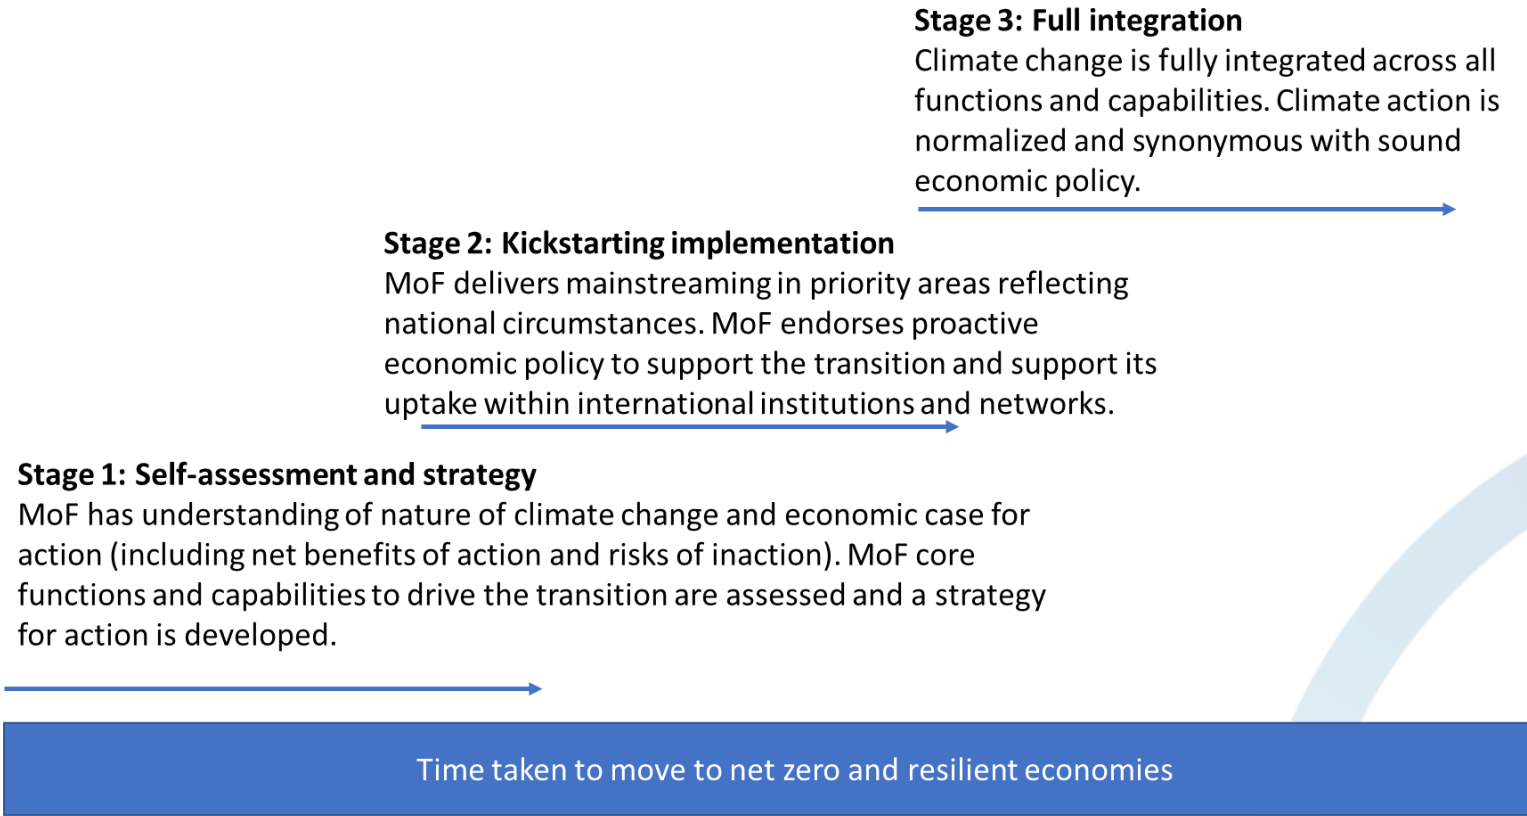 Stage 3: Full integration
Climate change is fully integrated across all
functions and capabilities. Climate action is
normalized and synonymous with sound
economic policy.
Stage 2: Kickstarting implementation
MoF delivers mainstreaming in priority areas reflecting
national circumstances. MoF endorses proactive
economic policy to support the transition and support its
uptake within international institutions and networks.
Stage 1: Self-assessment and strategy
MoF has understanding of nature of climate change and economic case for
action (including net benefits of action and risks of inaction). MoF core
functions and capabilities to drive the transition are assessed and a strategy
for action is developed.
Time taken to move to net zero and resilient economies